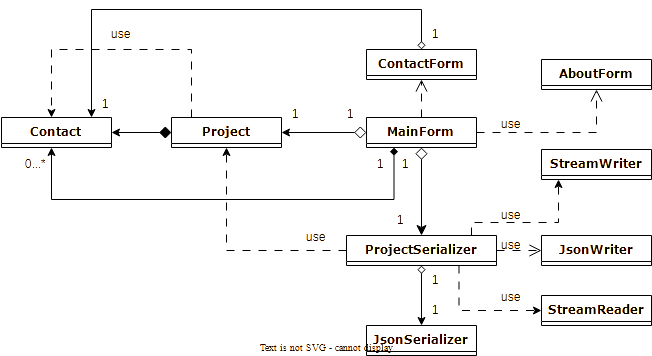 use
1
ContactForm
AboutForm
1
1
1
Contact
Project
MainForm
use
0...*
1
1
StreamWriter
1
use
use
ProjectSerializer
use
JsonWriter
1
use
StreamReader
1
JsonSerializer
Text is not SVG - cannot display